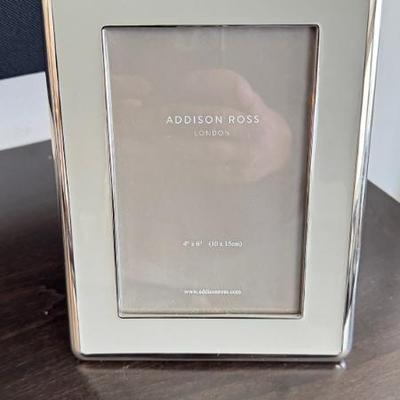 ADDISON ROSS
LONDON
4" x 6" (10 x 15cm)
www.addisonross.com